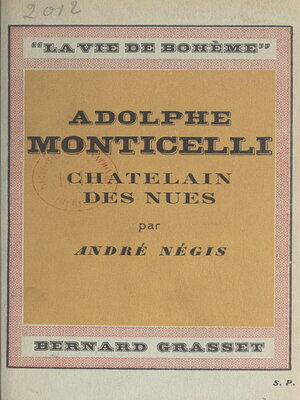 2012
"LA VIE DE BOHÈME"
ADOLPHE
MONTICELLI
CHATELAIN
DES NUES
par
ANDRÉ NÉGIS
BERNARD GRASSET
S. P.